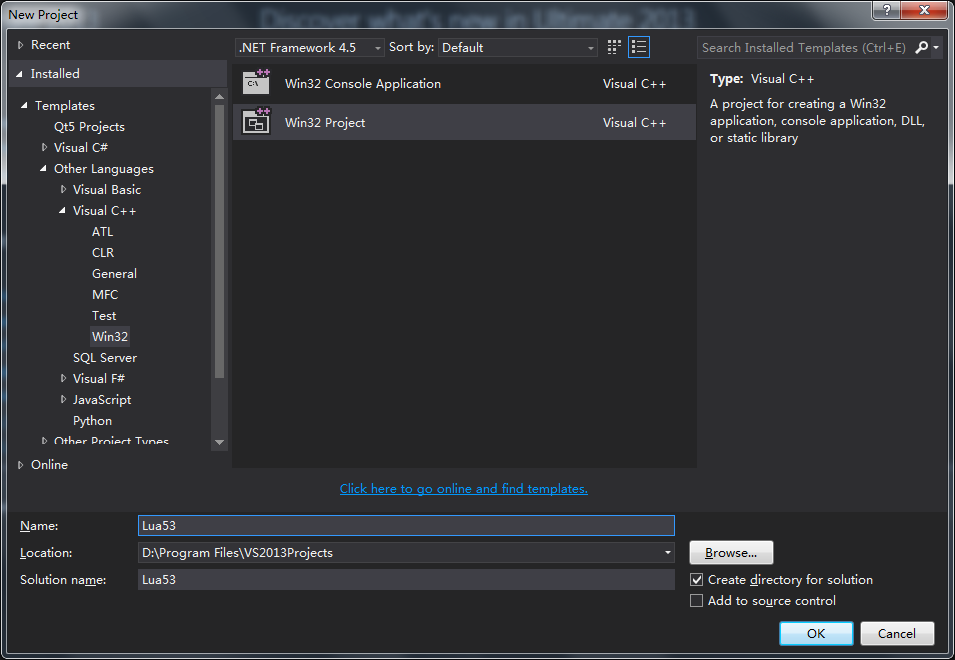 Discover what's new in Ultimate 2013
New Project
?
Recent
.NET Framework 4.5 Sort by: Default
Search Installed Templates (Ctrl+E)
Installed
Templates
Qt5 Projects
Visual C#
Other Languages
Visual Basic
Visual C++
ATL
CLR
General
MFC
Test
Win32
SQL Server
Visual F#
JavaScript
Python
Other Project Types
Online
C:\
Win32 Console Application Visual C++
Win32 Project Visual C++
Type: Visual C++
A project for creating a Win32
application, console application, DLL,
or static library
Click here to go online and find templates.
Name: Lua53
Location: D:\Program Files\VS2013Projects
Browse...
Solution name: Lua53
Create directory for solution
Add to source control
OK Cancel